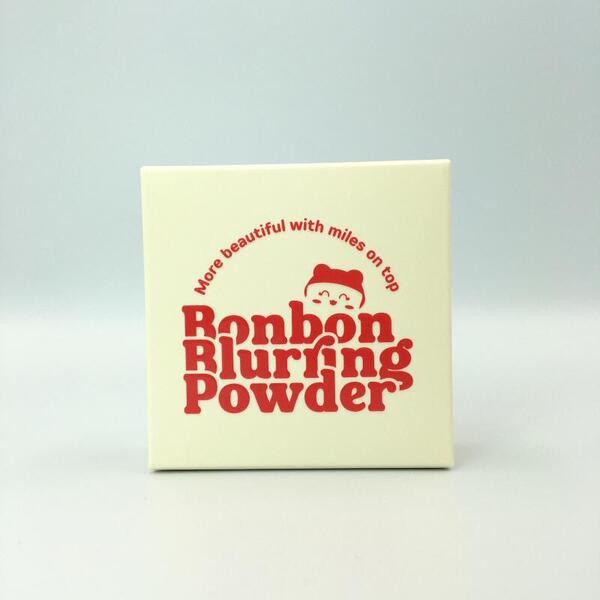 More beautiful with miles on top
Bonbon
Blurring
Powder